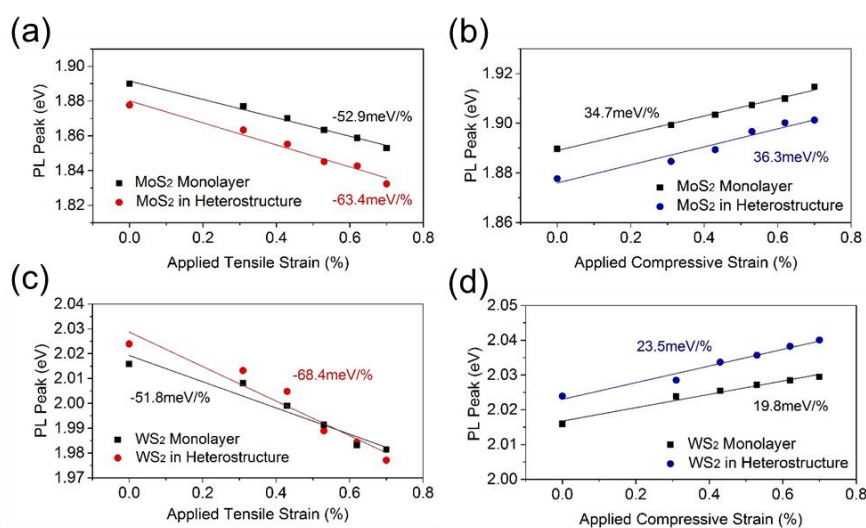 (a)
PL Peak (eV)
1.90
1.88
1.86
1.84
1.82
-52.9meV/%
-63.4meV/%
MoS2 Monolayer
MoS2 in Heterostructure
0.0 0.2 0.4 0.6 0.8
Applied Tensile Strain (%)
(b)
PL Peak (eV)
1.92
1.90
1.88
1.86
34.7meV/%
36.3meV/%
MoS2 Monolayer
MoS2 in Heterostructure
0.0 0.2 0.4 0.6 0.8
Applied Compressive Strain (%)
(c)
PL Peak (eV)
2.04
2.03
2.02
2.01
2.00
1.99
1.98
1.97
-68.4meV/%
-51.8meV/%
WS2 Monolayer
WS2 in Heterostructure
0.0 0.2 0.4 0.6 0.8
Applied Tensile Strain (%)
(d)
PL Peak (eV)
2.05
2.04
2.03
2.02
2.01
2.00
23.5meV/%
19.8meV/%
WS2 Monolayer
WS2 in Heterostructure
0.0 0.2 0.4 0.6 0.8
Applied Compressive Strain (%)